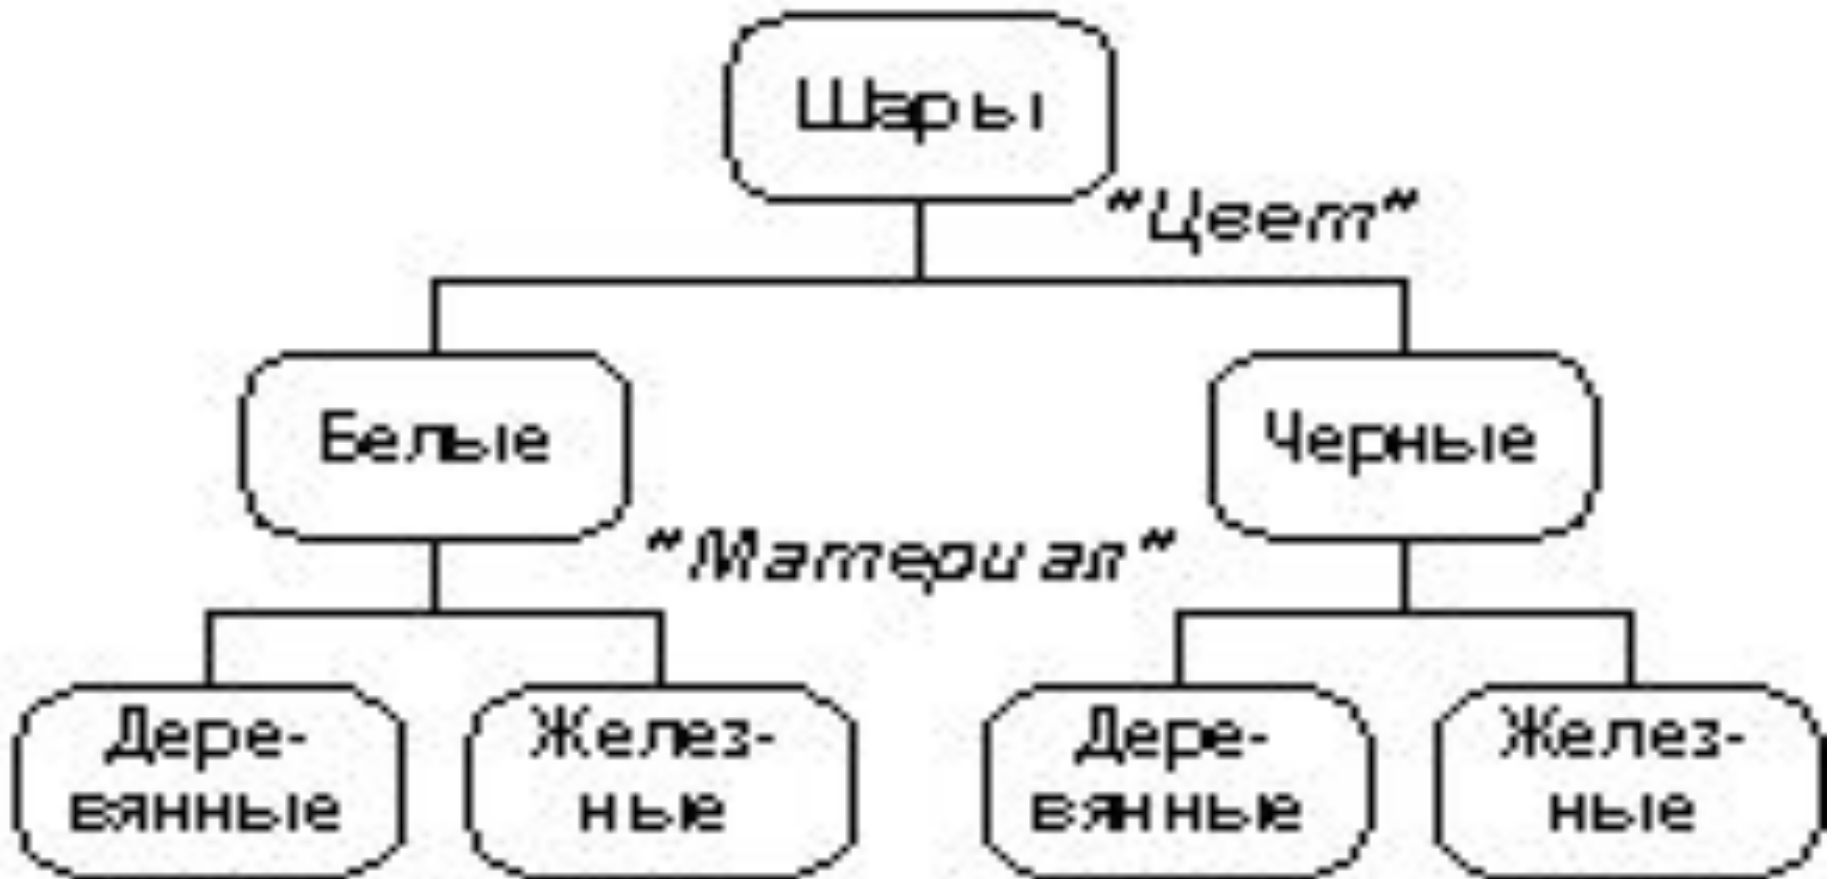 Шары
"Цвет"
Белые
Черные
"Материал"
Дере-
вянные
Желез-
ные
Дере-
вянные
Желез-
ные